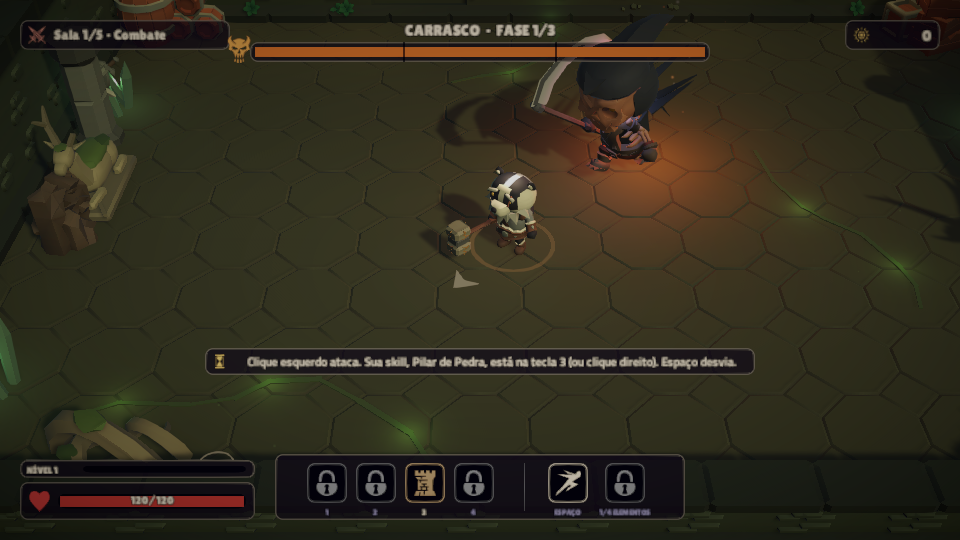 Sala 1/5 - Combate
CARRASCO - FASE 1/3
0
Clique esquerdo ataca. Sua skill, Pilar de Pedra, está na tecla 3 (ou clique direito). Espaço desvia.
NÍVEL 1
120/120
1 2 3 4 ESPAÇO 1/4 ELEMENTOS